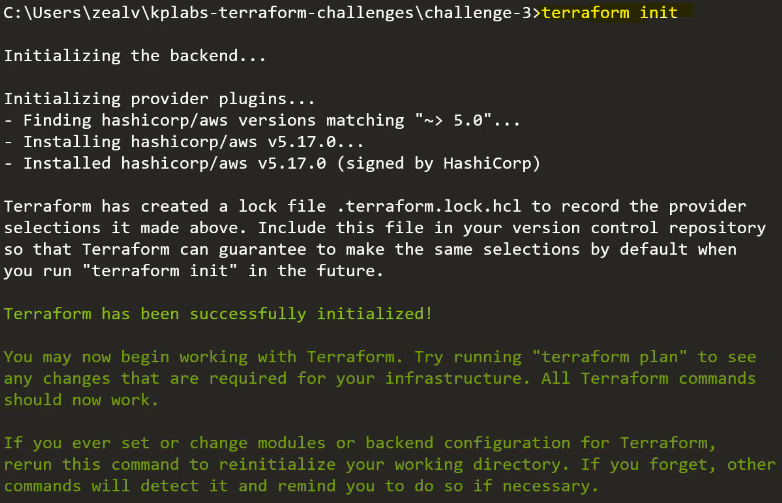 C:\Users\zealv\kplabs-terraform-challenges\challenge-3>terraform init
Initializing the backend...
Initializing provider plugins...
- Finding hashicorp/aws versions matching "~> 5.0"...
- Installing hashicorp/aws v5.17.0...
- Installed hashicorp/aws v5.17.0 (signed by HashiCorp)
Terraform has created a lock file .terraform.lock.hcl to record the provider
selections it made above. Include this file in your version control repository
so that Terraform can guarantee to make the same selections by default when
you run "terraform init" in the future.
Terraform has been successfully initialized!
You may now begin working with Terraform. Try running "terraform plan" to see
any changes that are required for your infrastructure. All Terraform commands
should now work.
If you ever set or change modules or backend configuration for Terraform,
rerun this command to reinitialize your working directory. If you forget, other
commands will detect it and remind you to do so if necessary.